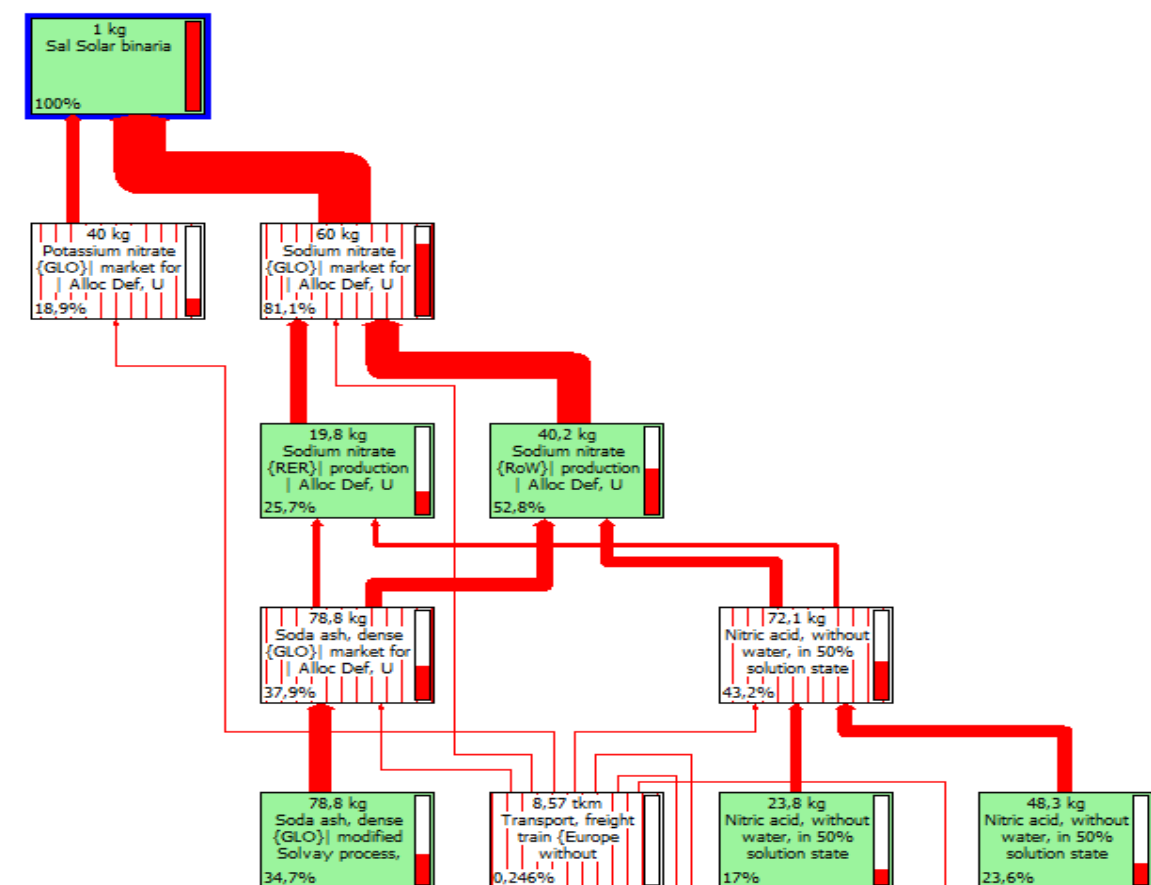 1 kg
Sal Solar binaria
100%
40 kg
Potassium nitrate
{GLO}| market for
| Alloc Def, U
18,9%
60 kg
Sodium nitrate
{GLO}| market for
| Alloc Def, U
81,1%
19,8 kg
Sodium nitrate
{RER}| production
| Alloc Def, U
25,7%
40,2 kg
Sodium nitrate
{RoW}| production
| Alloc Def, U
52,8%
78,8 kg
Soda ash, dense
{GLO}| market for
| Alloc Def, U
37,9%
72,1 kg
Nitric acid, without
water, in 50%
solution state
43,2%
78,8 kg
Soda ash, dense
{GLO}| modified
Solvay process,
34,7%
8,57 tkm
Transport, freight
train {Europe
without
0,246%
23,8 kg
Nitric acid, without
water, in 50%
solution state
17%
48,3 kg
Nitric acid, without
water, in 50%
solution state
23,6%